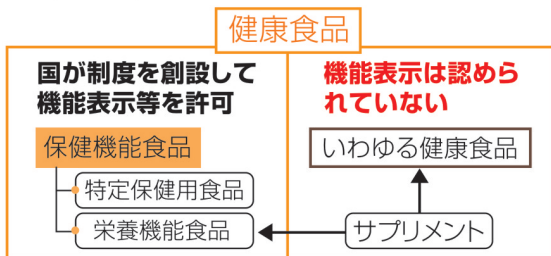 健康食品
国が制度を創設して
機能表示等を許可
保健機能食品
特定保健用食品
栄養機能食品
機能表示は認めら
れていない
いわゆる健康食品
サプリメント